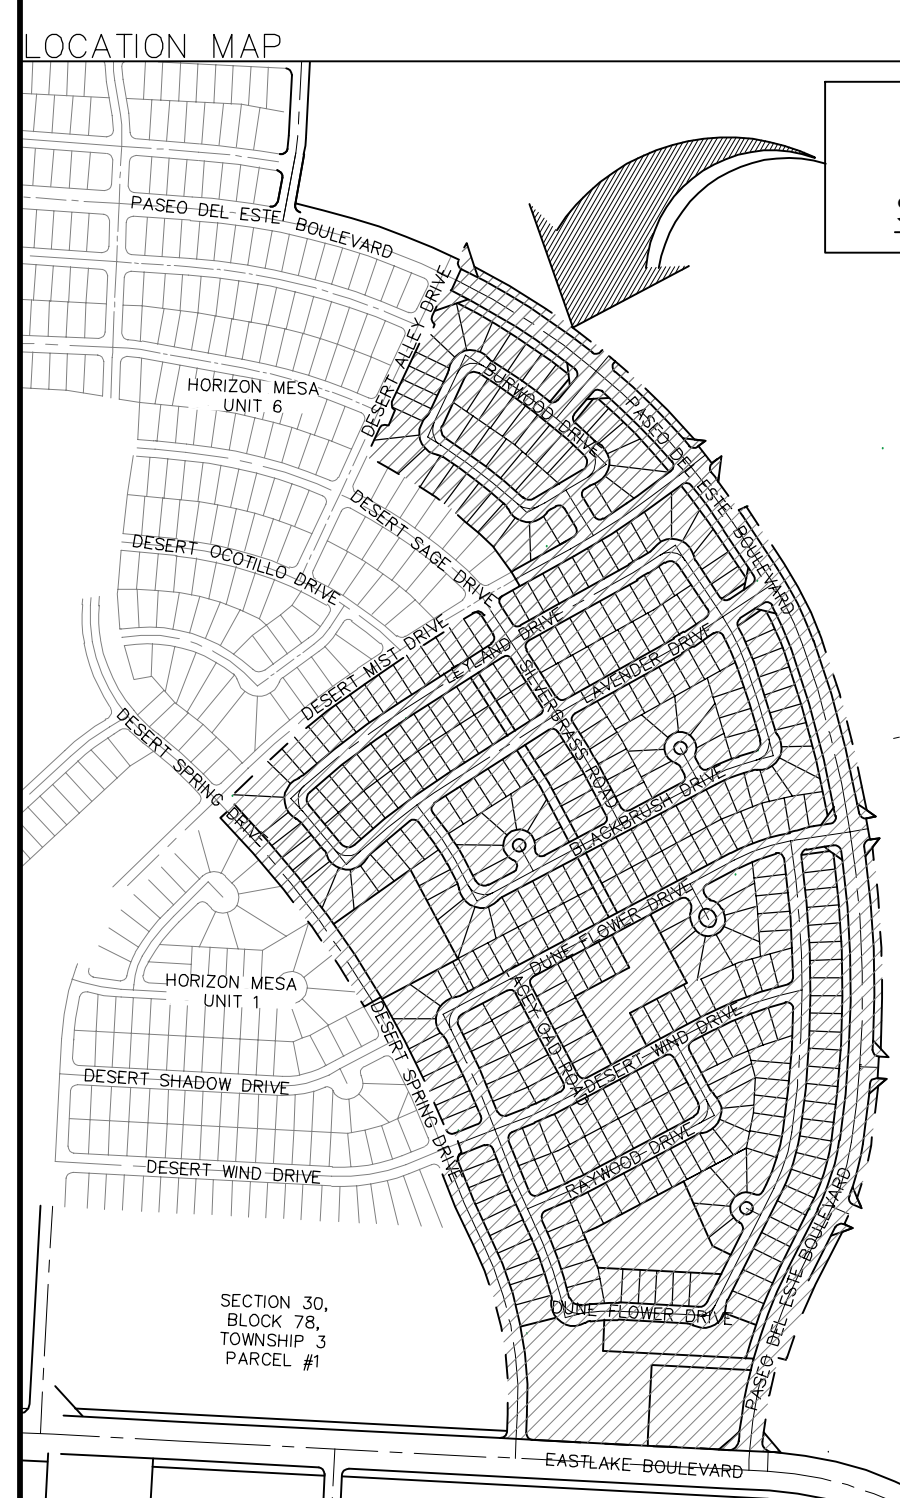 LOCATION MAP
PASEO DEL ESTE BOULEVARD
DESERT ALLEY DRIVE
HORIZON MESA
UNIT 6
BURWOOD DRIVE
PASEO DEL ESTE BOULEVARD
DESERT SAGE DRIVE
DESERT OCOTILLO DRIVE
DESERT MIST DRIVE
LEYLAND DRIVE
LAVENDER DRIVE
SILVERGRASS ROAD
DESERT SPRING DRIVE
BLACKBRUSH DRIVE
DUNE FLOWER DRIVE
HORIZON MESA
UNIT 1
LACEY OAD ROAD
DESERT SPRING DRIVE
DESERT WIND DRIVE
DESERT SHADOW DRIVE
RAYWOOD DRIVE
DESERT WIND DRIVE
PASEO DEL ESTE BOULEVARD
SECTION 30,
BLOCK 78,
TOWNSHIP 3
PARCEL #1
DUNE FLOWER DRIVE
EASTLAKE BOULEVARD